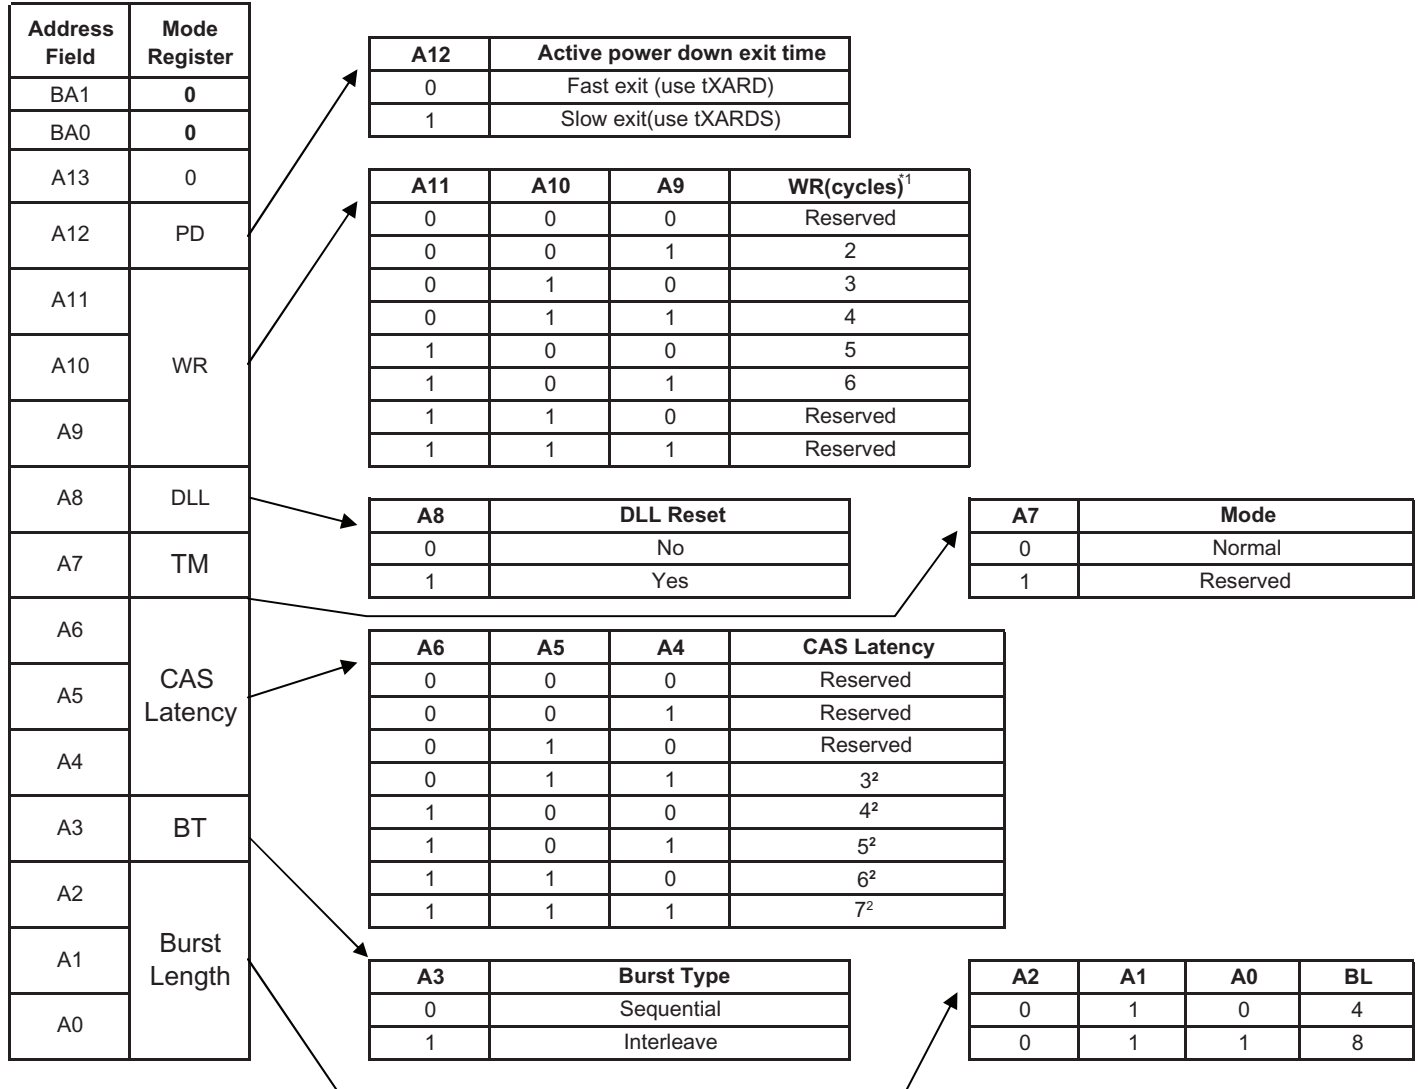 Address Field Mode Register
BA1 0
BA0 0
A13 0
A12 PD
A11
A10 WR
A9
A8 DLL
A7 TM
A6
A5 CAS Latency
A4
A3 BT
A2
A1 Burst Length
A0
A12 Active power down exit time
0 Fast exit (use tXARD)
1 Slow exit(use tXARDS)
A11 A10 A9 WR(cycles)*1
0 0 0 Reserved
0 0 1 2
0 1 0 3
0 1 1 4
1 0 0 5
1 0 1 6
1 1 0 Reserved
1 1 1 Reserved
A8 DLL Reset
0 No
1 Yes
A7 Mode
0 Normal
1 Reserved
A6 A5 A4 CAS Latency
0 0 0 Reserved
0 0 1 Reserved
0 1 0 Reserved
0 1 1 3²
1 0 0 4²
1 0 1 5²
1 1 0 6²
1 1 1 7²
A3 Burst Type
0 Sequential
1 Interleave
A2 A1 A0 BL
0 1 0 4
0 1 1 8